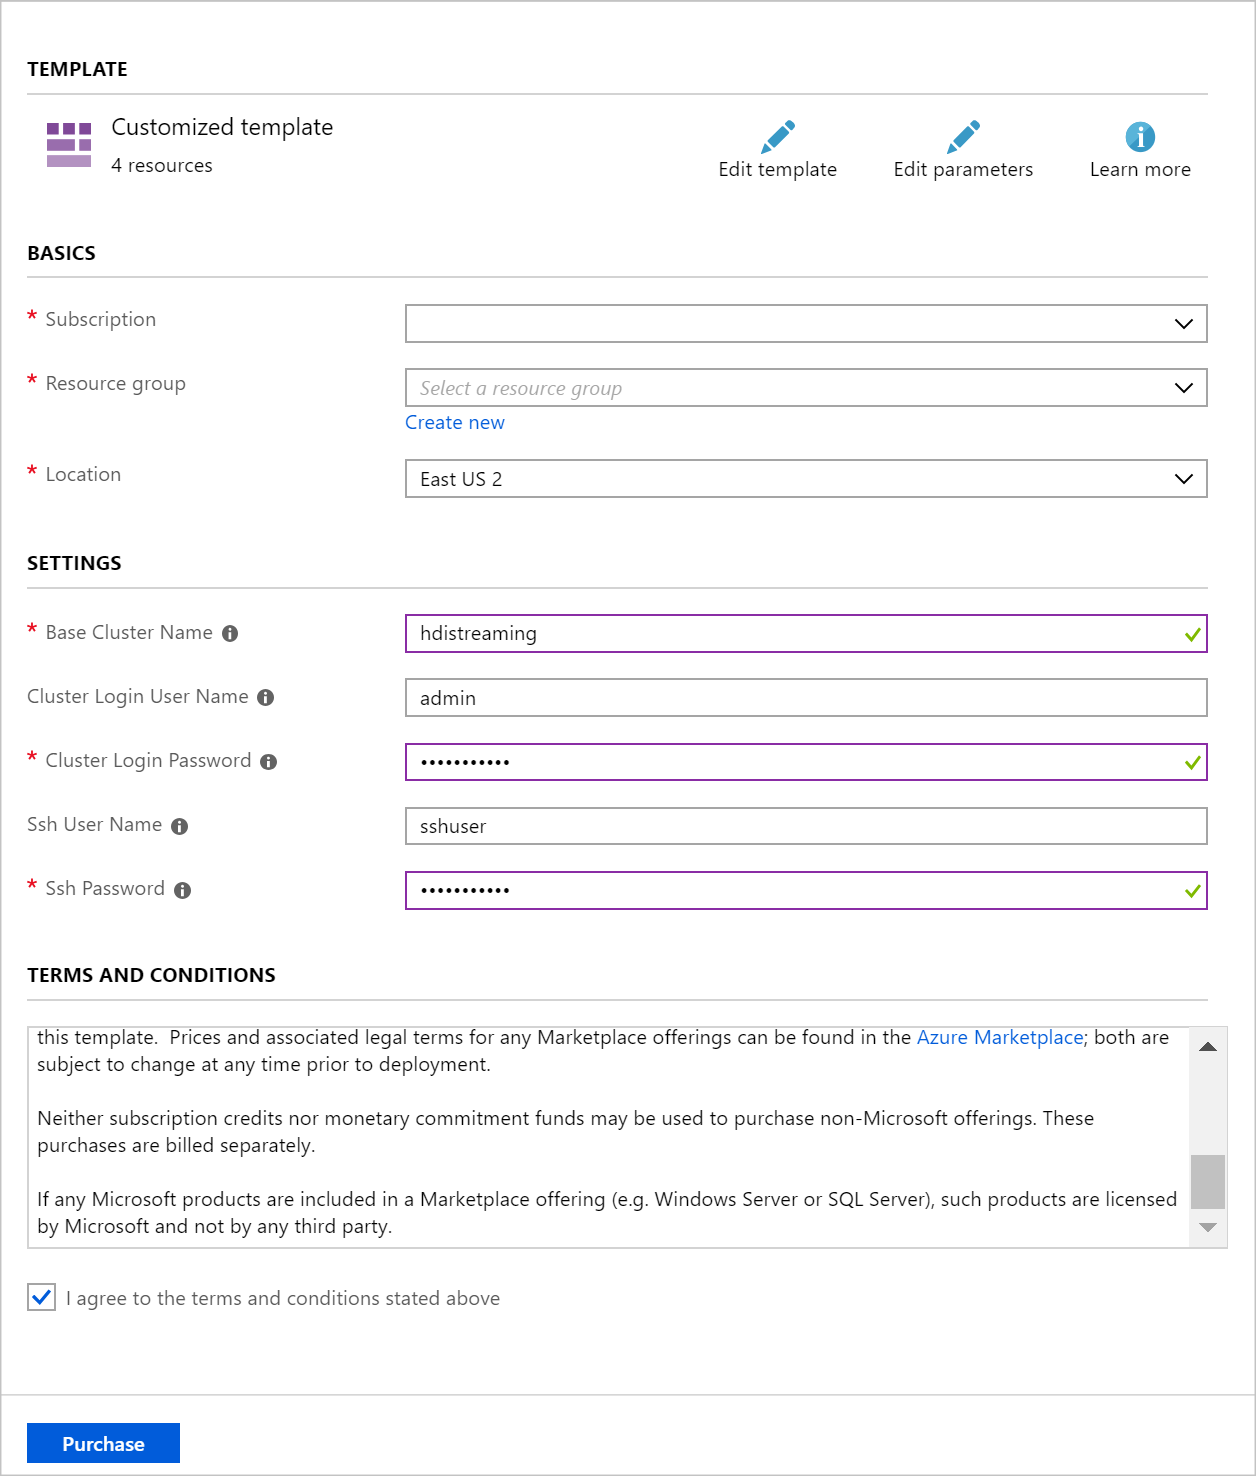 TEMPLATE
Customized template
4 resources
Edit template
Edit parameters
Learn more
BASICS
* Subscription
* Resource group
Select a resource group
Create new
* Location
East US 2
SETTINGS
* Base Cluster Name
hdistreaming
Cluster Login User Name
admin
* Cluster Login Password
•••••••••••
Ssh User Name
sshuser
* Ssh Password
•••••••••••
TERMS AND CONDITIONS
this template.  Prices and associated legal terms for any Marketplace offerings can be found in the Azure Marketplace; both are
subject to change at any time prior to deployment.
Neither subscription credits nor monetary commitment funds may be used to purchase non-Microsoft offerings. These
purchases are billed separately.
If any Microsoft products are included in a Marketplace offering (e.g. Windows Server or SQL Server), such products are licensed
by Microsoft and not by any third party.
I agree to the terms and conditions stated above
Purchase